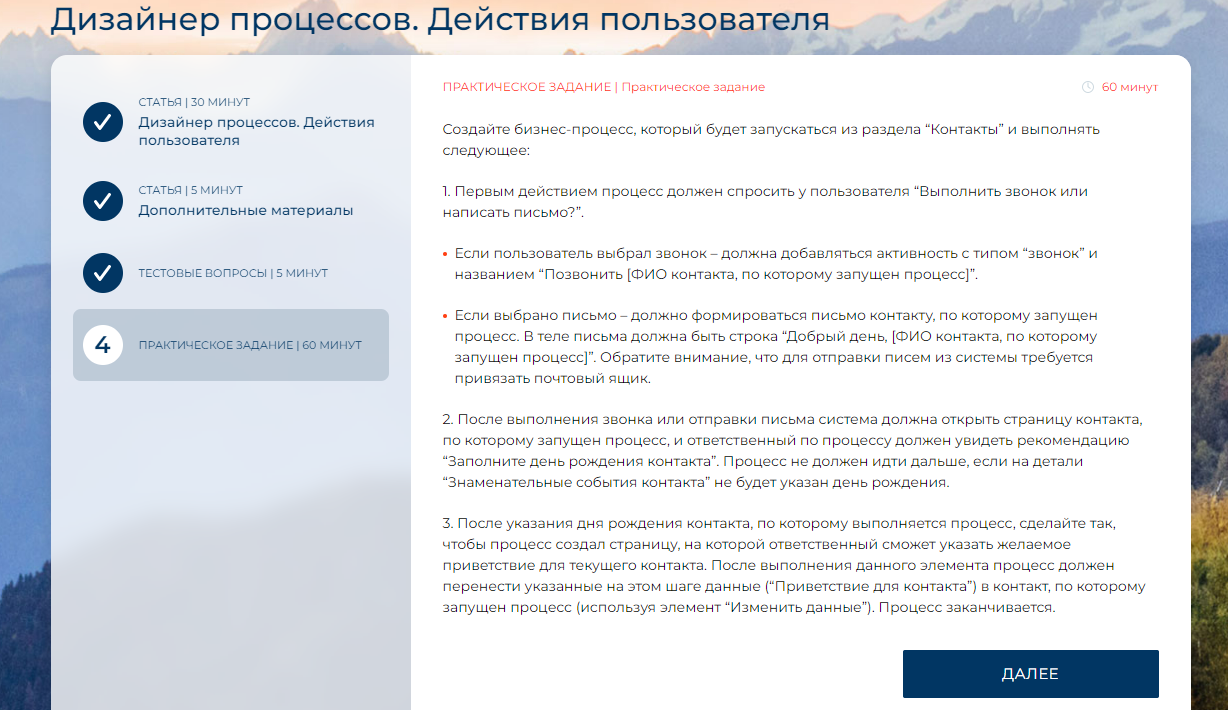 Дизайнер процессов. Действия пользователя
СТАТЬЯ | 30 МИНУТ
Дизайнер процессов. Действия
пользователя
СТАТЬЯ | 5 МИНУТ
Дополнительные материалы
ТЕСТОВЫЕ ВОПРОСЫ | 5 МИНУТ
4
ПРАКТИЧЕСКОЕ ЗАДАНИЕ | 60 МИНУТ
ПРАКТИЧЕСКОЕ ЗАДАНИЕ | Практическое задание
60 минут
Создайте бизнес-процесс, который будет запускаться из раздела “Контакты” и выполнять
следующее:
1. Первым действием процесс должен спросить у пользователя “Выполнить звонок или
написать письмо?”.
• Если пользователь выбрал звонок – должна добавляться активность с типом “звонок” и
названием “Позвонить [ФИО контакта, по которому запущен процесс]”.
• Если выбрано письмо – должно формироваться письмо контакту, по которому запущен
процесс. В теле письма должна быть строка “Добрый день, [ФИО контакта, по которому
запущен процесс]”. Обратите внимание, что для отправки писем из системы требуется
привязать почтовый ящик.
2. После выполнения звонка или отправки письма система должна открыть страницу контакта,
по которому запущен процесс, и ответственный по процессу должен увидеть рекомендацию
“Заполните день рождения контакта”. Процесс не должен идти дальше, если на детали
“Знаменательные события контакта” не будет указан день рождения.
3. После указания дня рождения контакта, по которому выполняется процесс, сделайте так,
чтобы процесс создал страницу, на которой ответственный сможет указать желаемое
приветствие для текущего контакта. После выполнения данного элемента процесс должен
перенести указанные на этом шаге данные (“Приветствие для контакта”) в контакт, по которому
запущен процесс (используя элемент “Изменить данные”). Процесс заканчивается.
ДАЛЕЕ